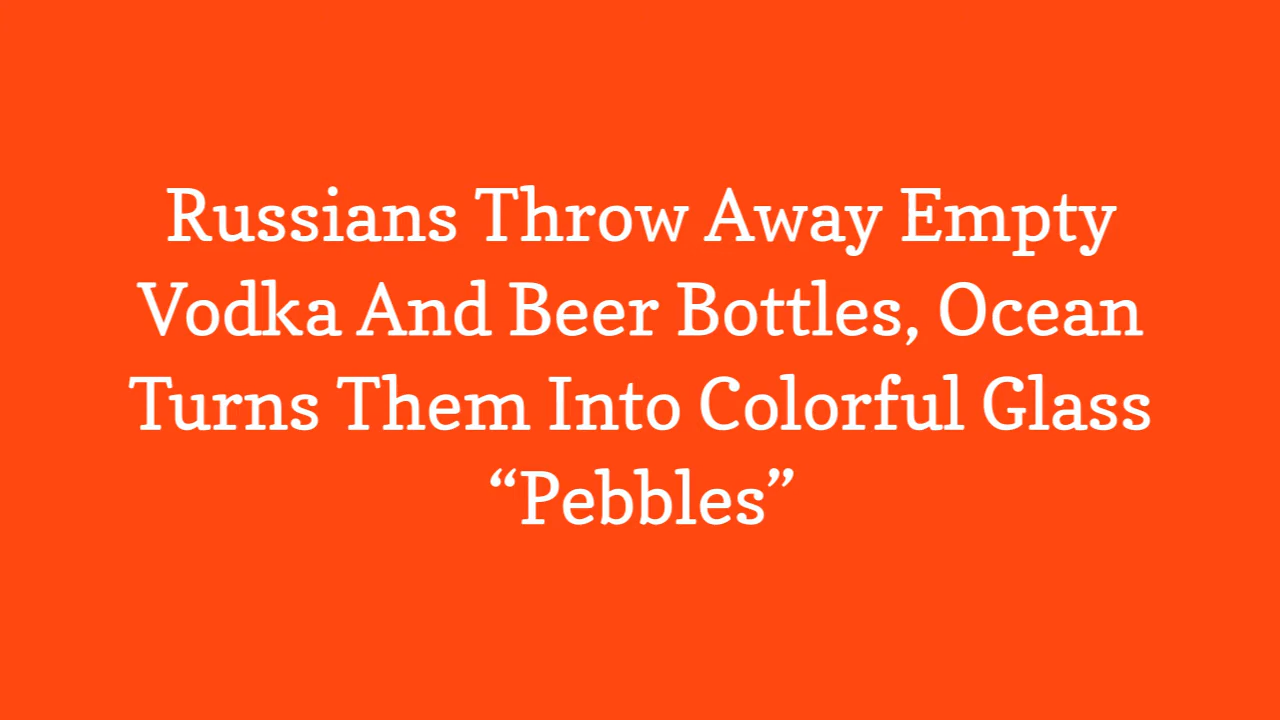 Russians Throw Away Empty
Vodka And Beer Bottles, Ocean
Turns Them Into Colorful Glass
“Pebbles”